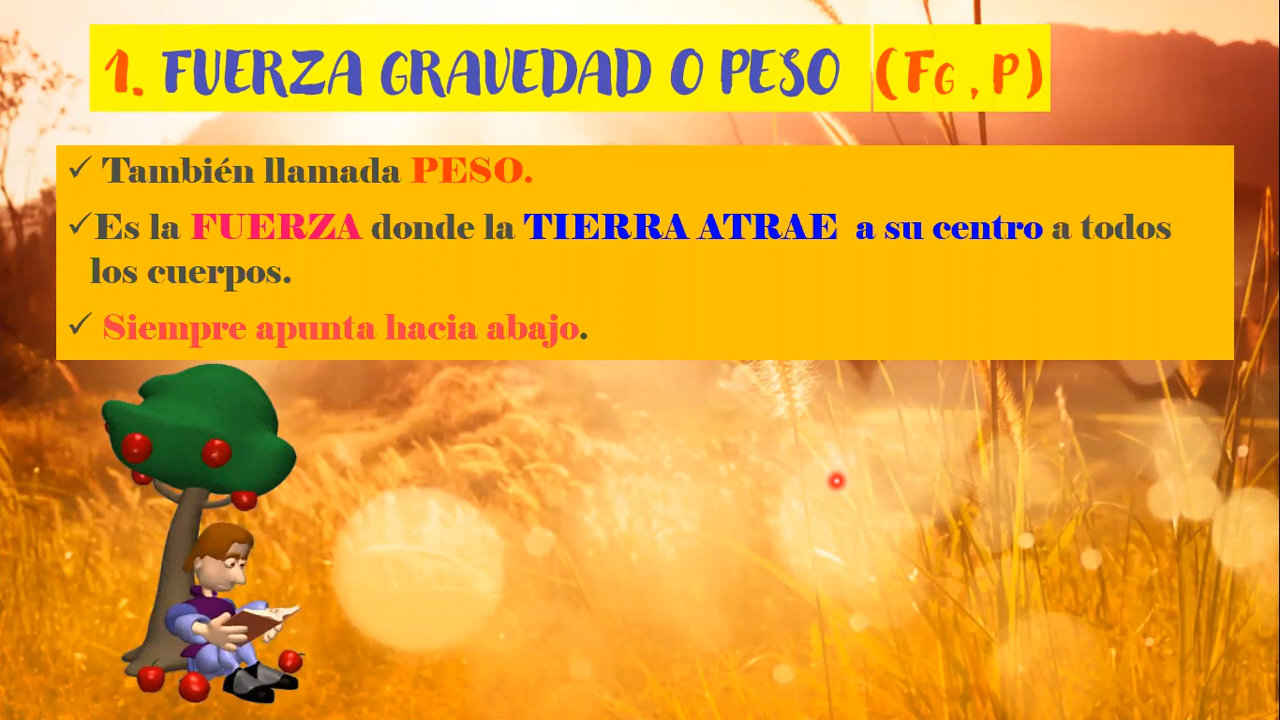 1. FUERZA GRAVEDAD O PESO (FG , P)
✓ También llamada PESO.
✓Es la FUERZA donde la TIERRA ATRAE a su centro a todos
los cuerpos.
✓ Siempre apunta hacia abajo.